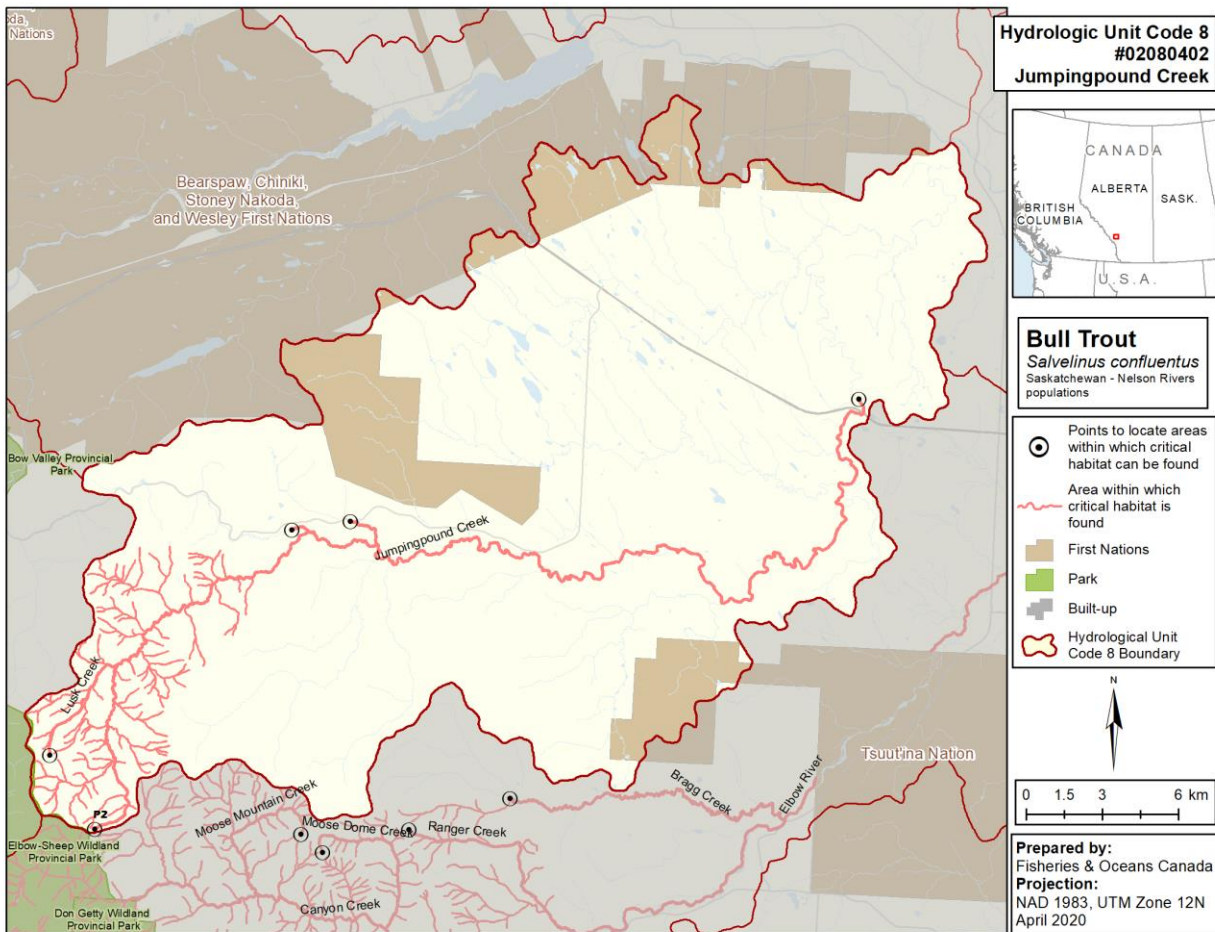 oda,
Nations
Hydrologic Unit Code 8
#02080402
Jumpingpound Creek
Bearspaw, Chiniki,
Stoney Nakoda,
and Wesley First Nations
CANADA
ALBERTA
SASK.
BRITISH
COLUMBIA
U.S.A.
Bull Trout
Salvelinus confluentus
Saskatchewan - Nelson Rivers
populations
Points to locate areas
within which critical
habitat can be found
Area within which
critical habitat is
found
First Nations
Park
Built-up
Hydrological Unit
Code 8 Boundary
Bow Valley Provincial
Park
Jumpingpound Creek
Lusk Creek
P2
Elbow-Sheep Wildland
Provincial Park
Don Getty Wildland
Provincial Park
Moose Mountain Creek
Moose Dome Creek
Ranger Creek
Canyon Creek
Bragg Creek
Elbow River
Tsuut'ina Nation
N
0 1.5 3 6 km
Prepared by:
Fisheries & Oceans Canada
Projection:
NAD 1983, UTM Zone 12N
April 2020